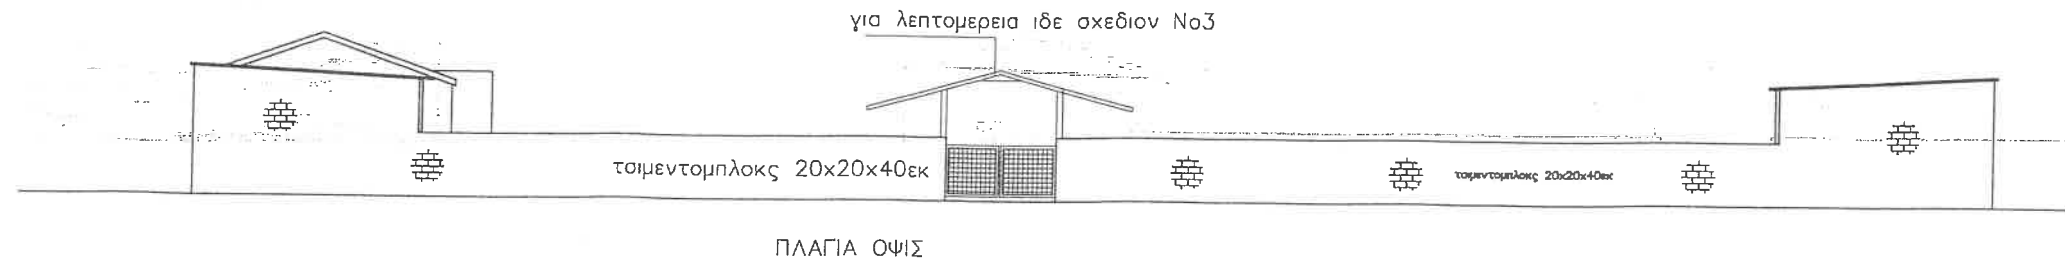 για λεπτομερεια ιδε σχεδιον Νο3
τσιμεντομπλοκς 20x20x40εκ
τσιμεντομπλοκς 20x20x40εκ
ΠΛΑΓΙΑ ΟΨΙΣ